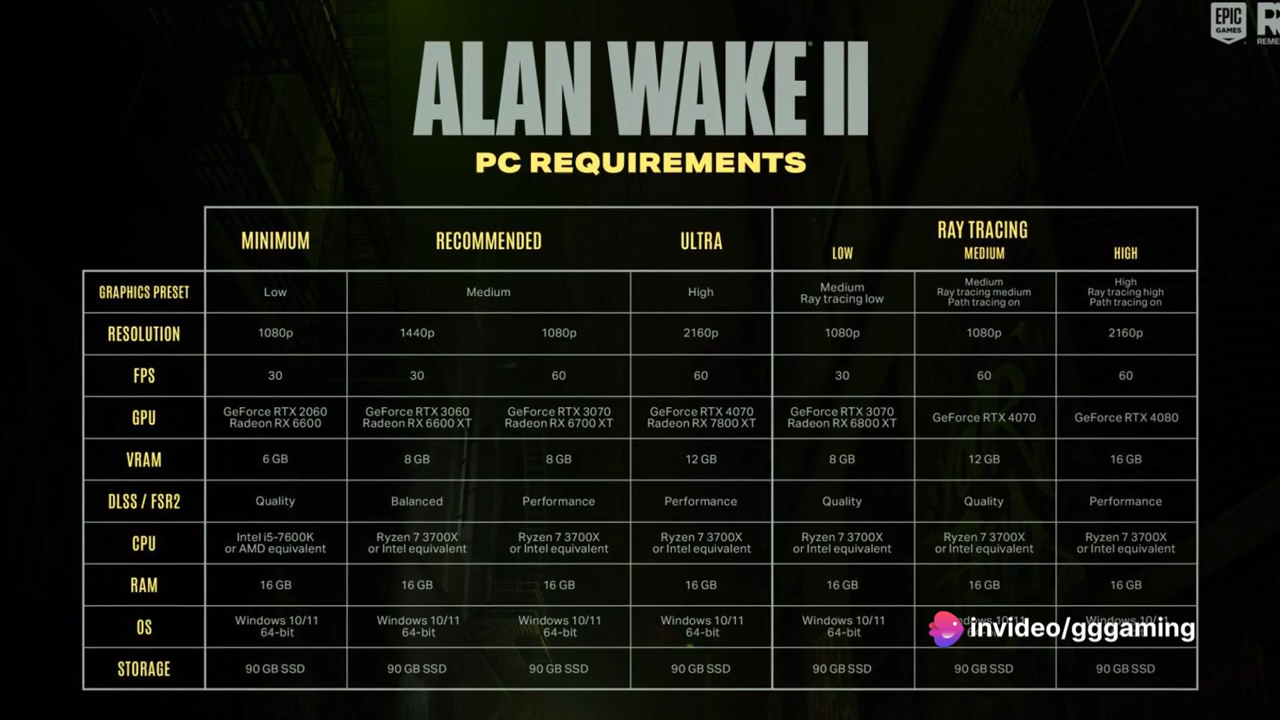 EPIC
GAMES
ALAN WAKE II
PC REQUIREMENTS
MINIMUM RECOMMENDED ULTRA RAY TRACING
LOW MEDIUM HIGH
GRAPHICS PRESET Low Medium High Medium Ray tracing low Medium Ray tracing medium Path tracing on High Ray tracing high Path tracing on
RESOLUTION 1080p 1440p 1080p 2160p 1080p 1080p 2160p
FPS 30 30 60 60 30 60 60
GPU GeForce RTX 2060 Radeon RX 6600 GeForce RTX 3060 Radeon RX 6600 XT GeForce RTX 3070 Radeon RX 6700 XT GeForce RTX 4070 Radeon RX 7800 XT GeForce RTX 3070 Radeon RX 6800 XT GeForce RTX 4070 GeForce RTX 4080
VRAM 6 GB 8 GB 8 GB 12 GB 8 GB 12 GB 16 GB
DLSS / FSR2 Quality Balanced Performance Performance Quality Quality Performance
CPU Intel i5-7600K or AMD equivalent Ryzen 7 3700X or Intel equivalent Ryzen 7 3700X or Intel equivalent Ryzen 7 3700X or Intel equivalent Ryzen 7 3700X or Intel equivalent Ryzen 7 3700X or Intel equivalent Ryzen 7 3700X or Intel equivalent
RAM 16 GB 16 GB 16 GB 16 GB 16 GB 16 GB 16 GB
OS Windows 10/11 64-bit Windows 10/11 64-bit Windows 10/11 64-bit Windows 10/11 64-bit Windows 10/11 64-bit
invideo/gggaming
STORAGE 90 GB SSD 90 GB SSD 90 GB SSD 90 GB SSD 90 GB SSD 90 GB SSD 90 GB SSD